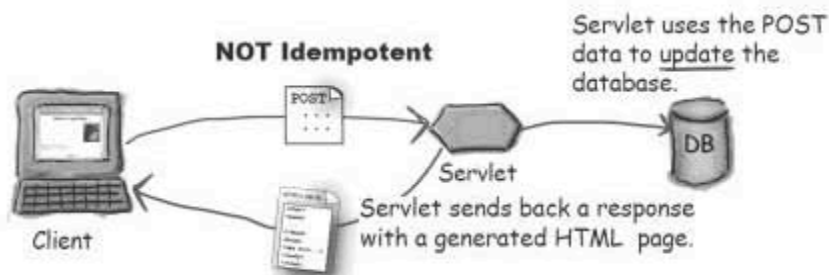 Servlet uses the POST
data to update the
database.
NOT Idempotent
POST
DB
Servlet
Servlet sends back a response
with a generated HTML page.
Client